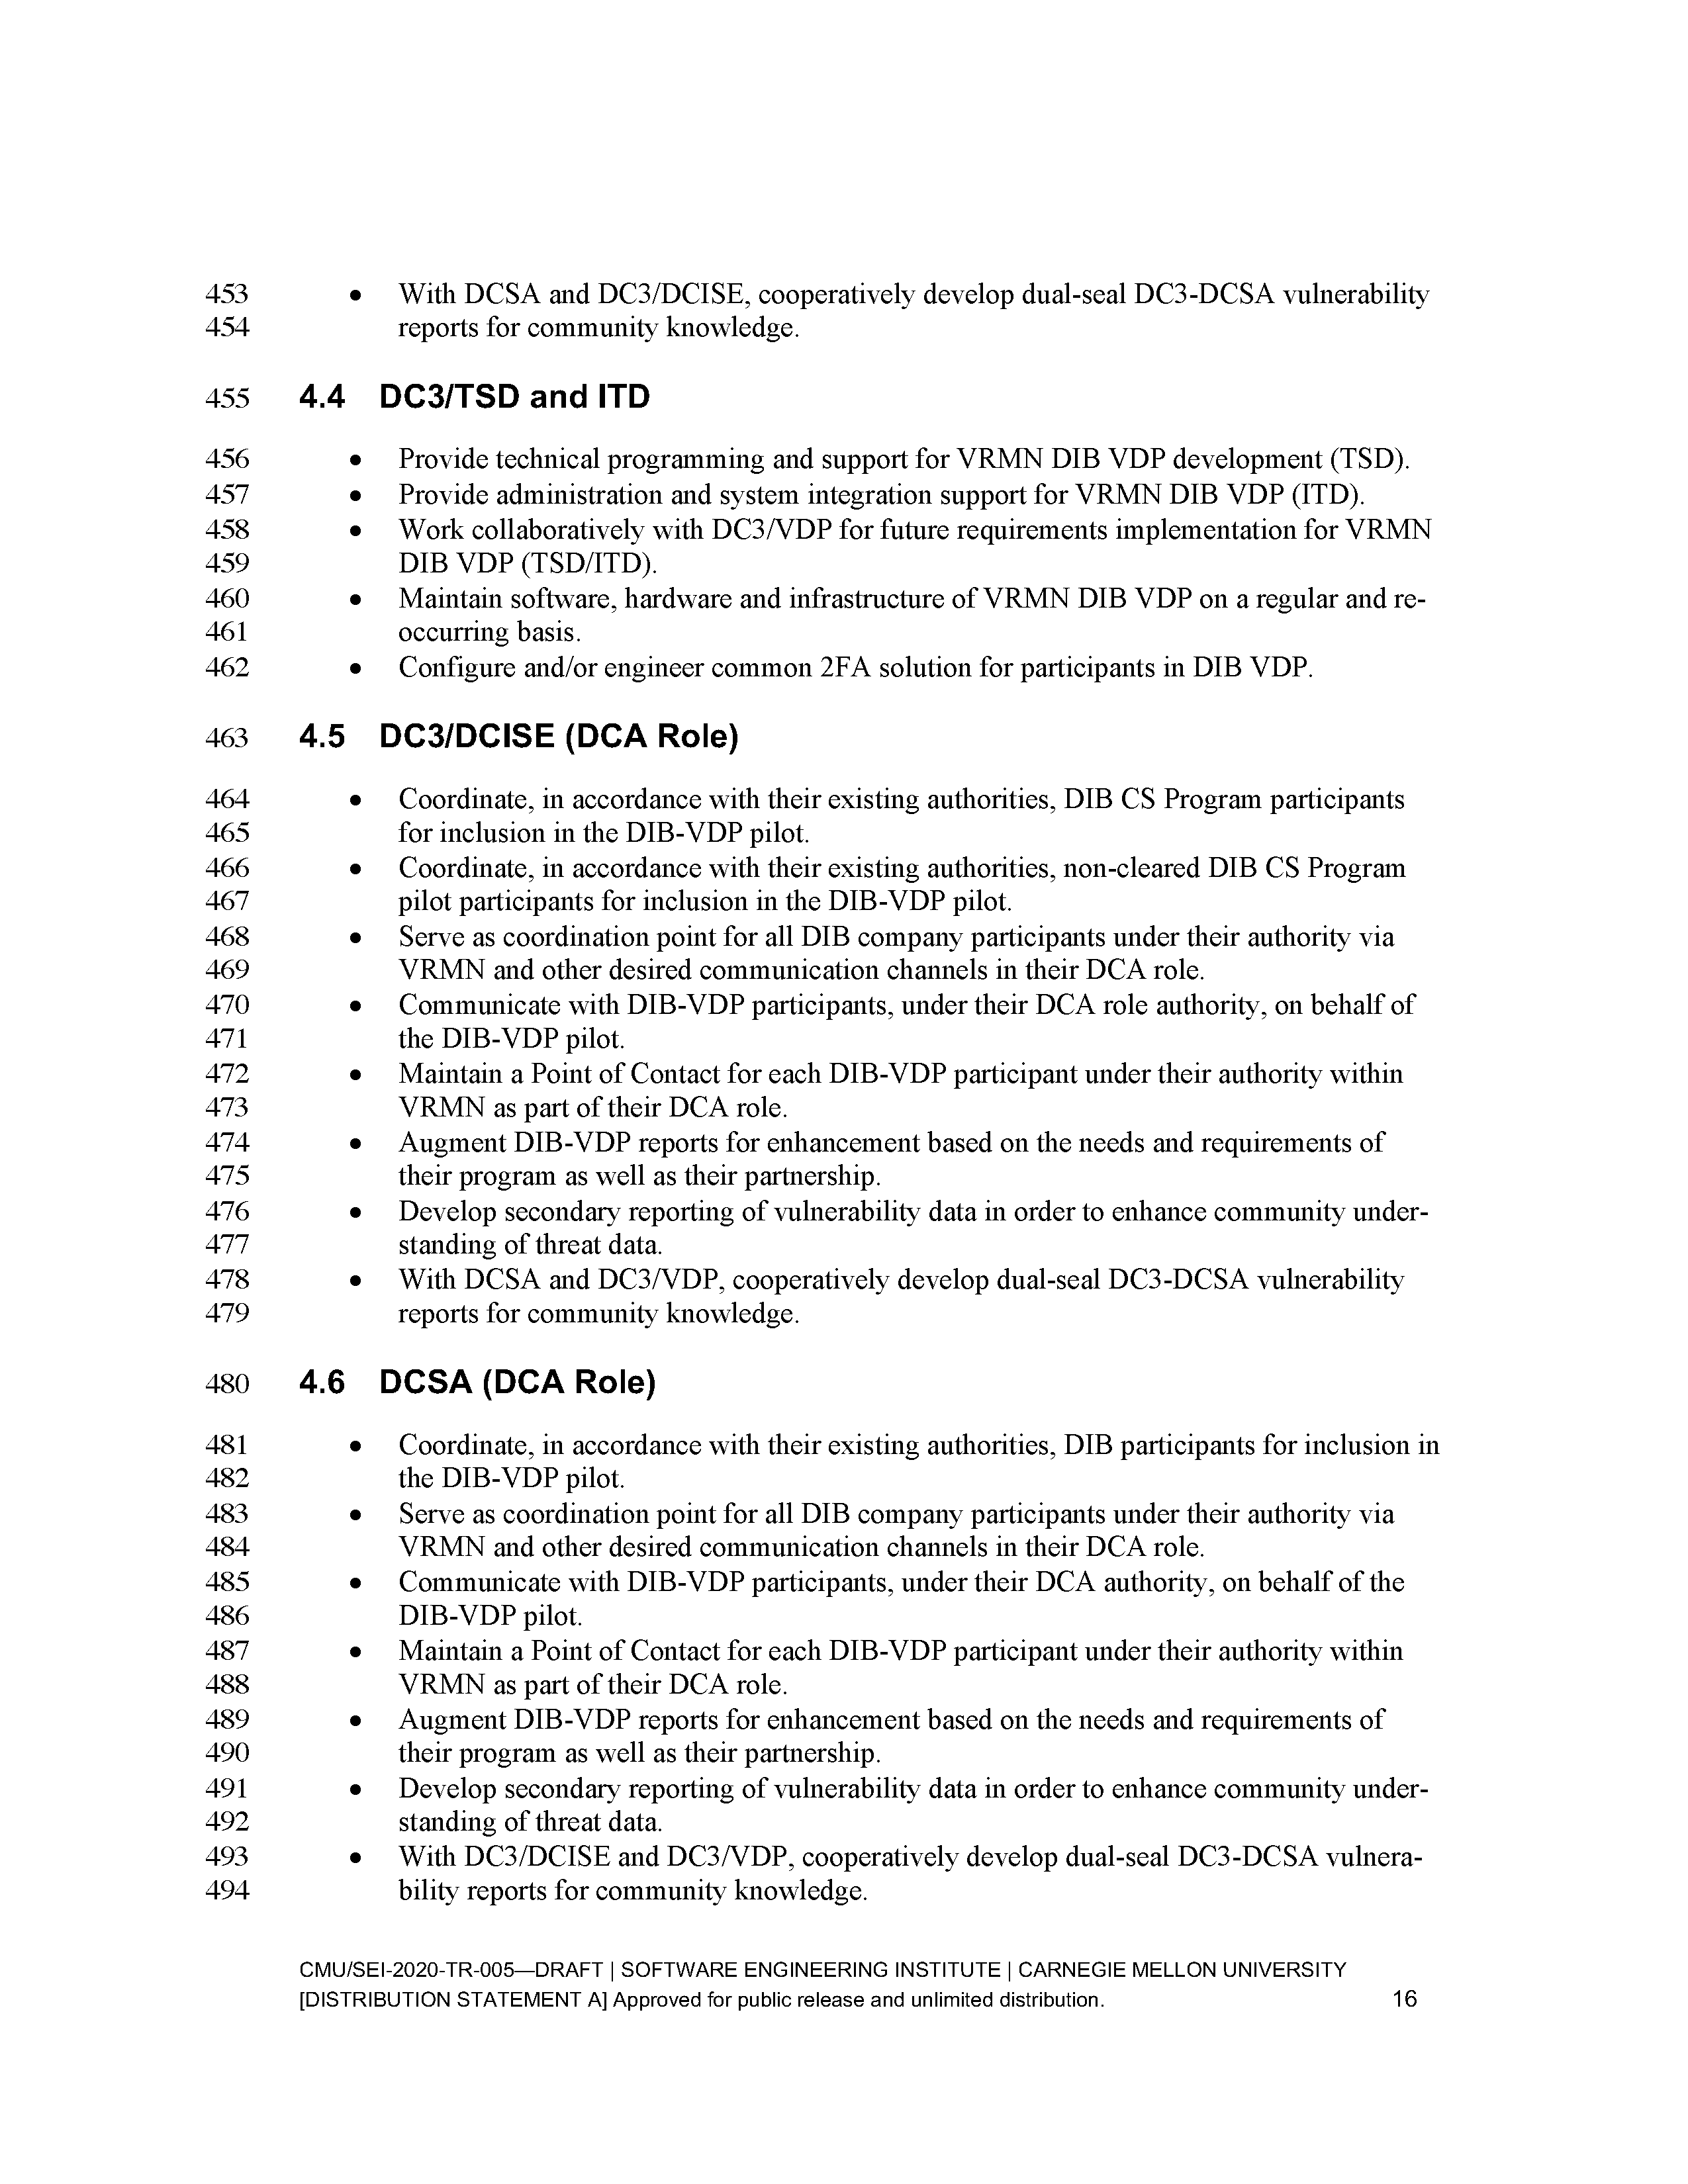 453 • With DCSA and DC3/DCISE, cooperatively develop dual-seal DC3-DCSA vulnerability
454 reports for community knowledge.
455 4.4 DC3/TSD and ITD
456 • Provide technical programming and support for VRMN DIB VDP development (TSD).
457 • Provide administration and system integration support for VRMN DIB VDP (ITD).
458 • Work collaboratively with DC3/VDP for future requirements implementation for VRMN
459 DIB VDP (TSD/ITD).
460 • Maintain software, hardware and infrastructure of VRMN DIB VDP on a regular and re-
461 occurring basis.
462 • Configure and/or engineer common 2FA solution for participants in DIB VDP.
463 4.5 DC3/DCISE (DCA Role)
464 • Coordinate, in accordance with their existing authorities, DIB CS Program participants
465 for inclusion in the DIB-VDP pilot.
466 • Coordinate, in accordance with their existing authorities, non-cleared DIB CS Program
467 pilot participants for inclusion in the DIB-VDP pilot.
468 • Serve as coordination point for all DIB company participants under their authority via
469 VRMN and other desired communication channels in their DCA role.
470 • Communicate with DIB-VDP participants, under their DCA role authority, on behalf of
471 the DIB-VDP pilot.
472 • Maintain a Point of Contact for each DIB-VDP participant under their authority within
473 VRMN as part of their DCA role.
474 • Augment DIB-VDP reports for enhancement based on the needs and requirements of
475 their program as well as their partnership.
476 • Develop secondary reporting of vulnerability data in order to enhance community under-
477 standing of threat data.
478 • With DCSA and DC3/VDP, cooperatively develop dual-seal DC3-DCSA vulnerability
479 reports for community knowledge.
480 4.6 DCSA (DCA Role)
481 • Coordinate, in accordance with their existing authorities, DIB participants for inclusion in
482 the DIB-VDP pilot.
483 • Serve as coordination point for all DIB company participants under their authority via
484 VRMN and other desired communication channels in their DCA role.
485 • Communicate with DIB-VDP participants, under their DCA authority, on behalf of the
486 DIB-VDP pilot.
487 • Maintain a Point of Contact for each DIB-VDP participant under their authority within
488 VRMN as part of their DCA role.
489 • Augment DIB-VDP reports for enhancement based on the needs and requirements of
490 their program as well as their partnership.
491 • Develop secondary reporting of vulnerability data in order to enhance community under-
492 standing of threat data.
493 • With DC3/DCISE and DC3/VDP, cooperatively develop dual-seal DC3-DCSA vulnera-
494 bility reports for community knowledge.
CMU/SEI-2020-TR-005—DRAFT | SOFTWARE ENGINEERING INSTITUTE | CARNEGIE MELLON UNIVERSITY
[DISTRIBUTION STATEMENT A] Approved for public release and unlimited distribution. 16